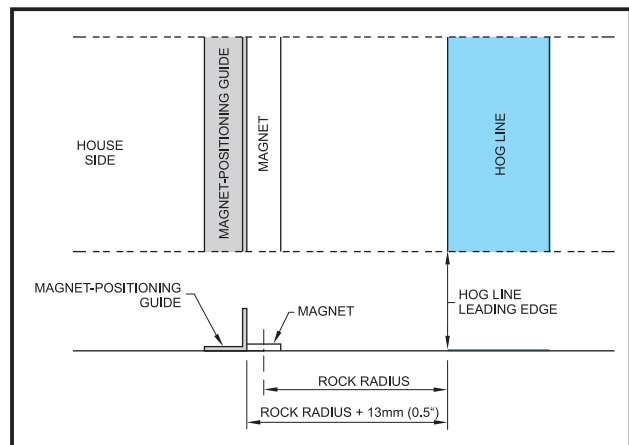 HOUSE
SIDE
MAGNET-POSITIONING GUIDE
MAGNET
HOG LINE
MAGNET-POSITIONING
GUIDE
MAGNET
HOG LINE
LEADING EDGE
ROCK RADIUS
ROCK RADIUS + 13mm (0.5“)